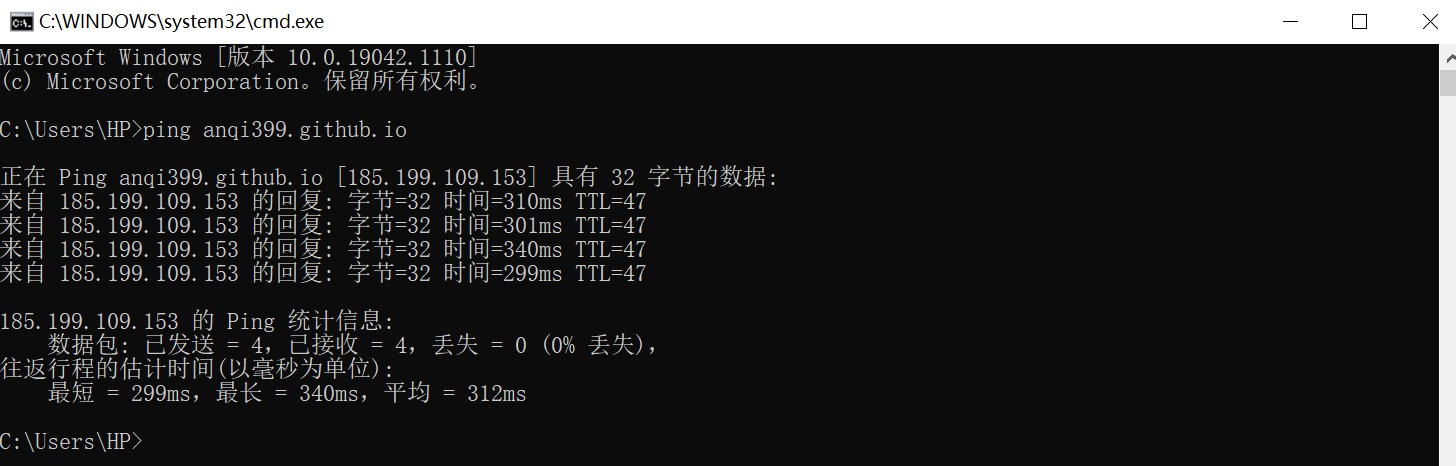 C:\WINDOWS\system32\cmd.exe
Microsoft Windows [版本 10.0.19042.1110]
(c) Microsoft Corporation。保留所有权利。
C:\Users\HP>ping anqi399.github.io
正在 Ping anqi399.github.io [185.199.109.153] 具有 32 字节的数据:
来自 185.199.109.153 的回复: 字节=32 时间=310ms TTL=47
来自 185.199.109.153 的回复: 字节=32 时间=301ms TTL=47
来自 185.199.109.153 的回复: 字节=32 时间=340ms TTL=47
来自 185.199.109.153 的回复: 字节=32 时间=299ms TTL=47
185.199.109.153 的 Ping 统计信息:
    数据包: 已发送 = 4，已接收 = 4，丢失 = 0 (0% 丢失)，
往返行程的估计时间(以毫秒为单位):
    最短 = 299ms，最长 = 340ms，平均 = 312ms
C:\Users\HP>